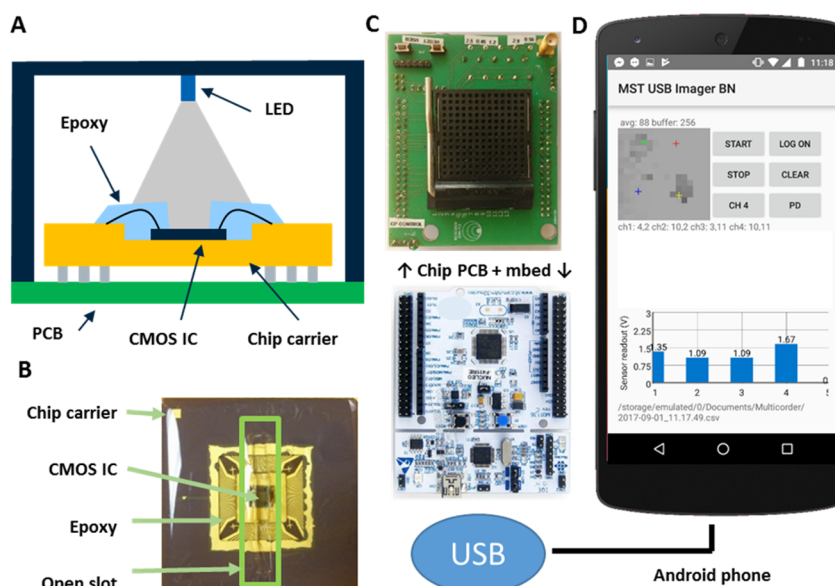 A
LED
Epoxy
PCB
CMOS IC
Chip carrier
B
Chip carrier
CMOS IC
Epoxy
Open slot
C
↑ Chip PCB + mbed ↓
NUCLEO
USB
D
11:18
MST USB Imager BN
avg: 88 buffer: 256
START
LOG ON
STOP
CLEAR
CH 4
PD
ch1: 4,2 ch2: 10,2 ch3: 3,11 ch4: 10,11
Sensor readout (V)
3
2.25
1.5
0.75
0
1.35
1.09
1.09
1.67
0
1 2 3 4 5
/storage/emulated/0/Documents/Multicorder/
2017-09-01_11.17.49.csv
Android phone